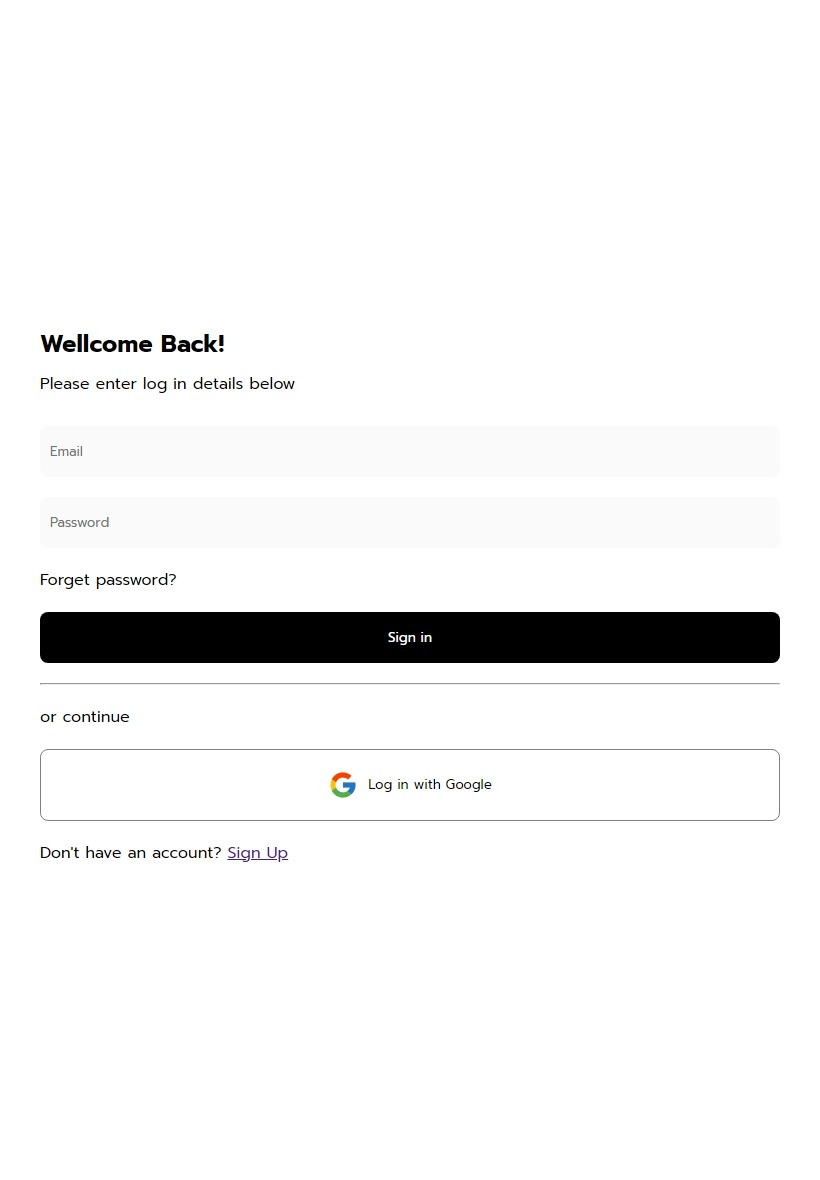 Wellcome Back!
Please enter log in details below
Email
Password
Forget password?
Sign in
or continue
Log in with Google
Don't have an account? Sign Up